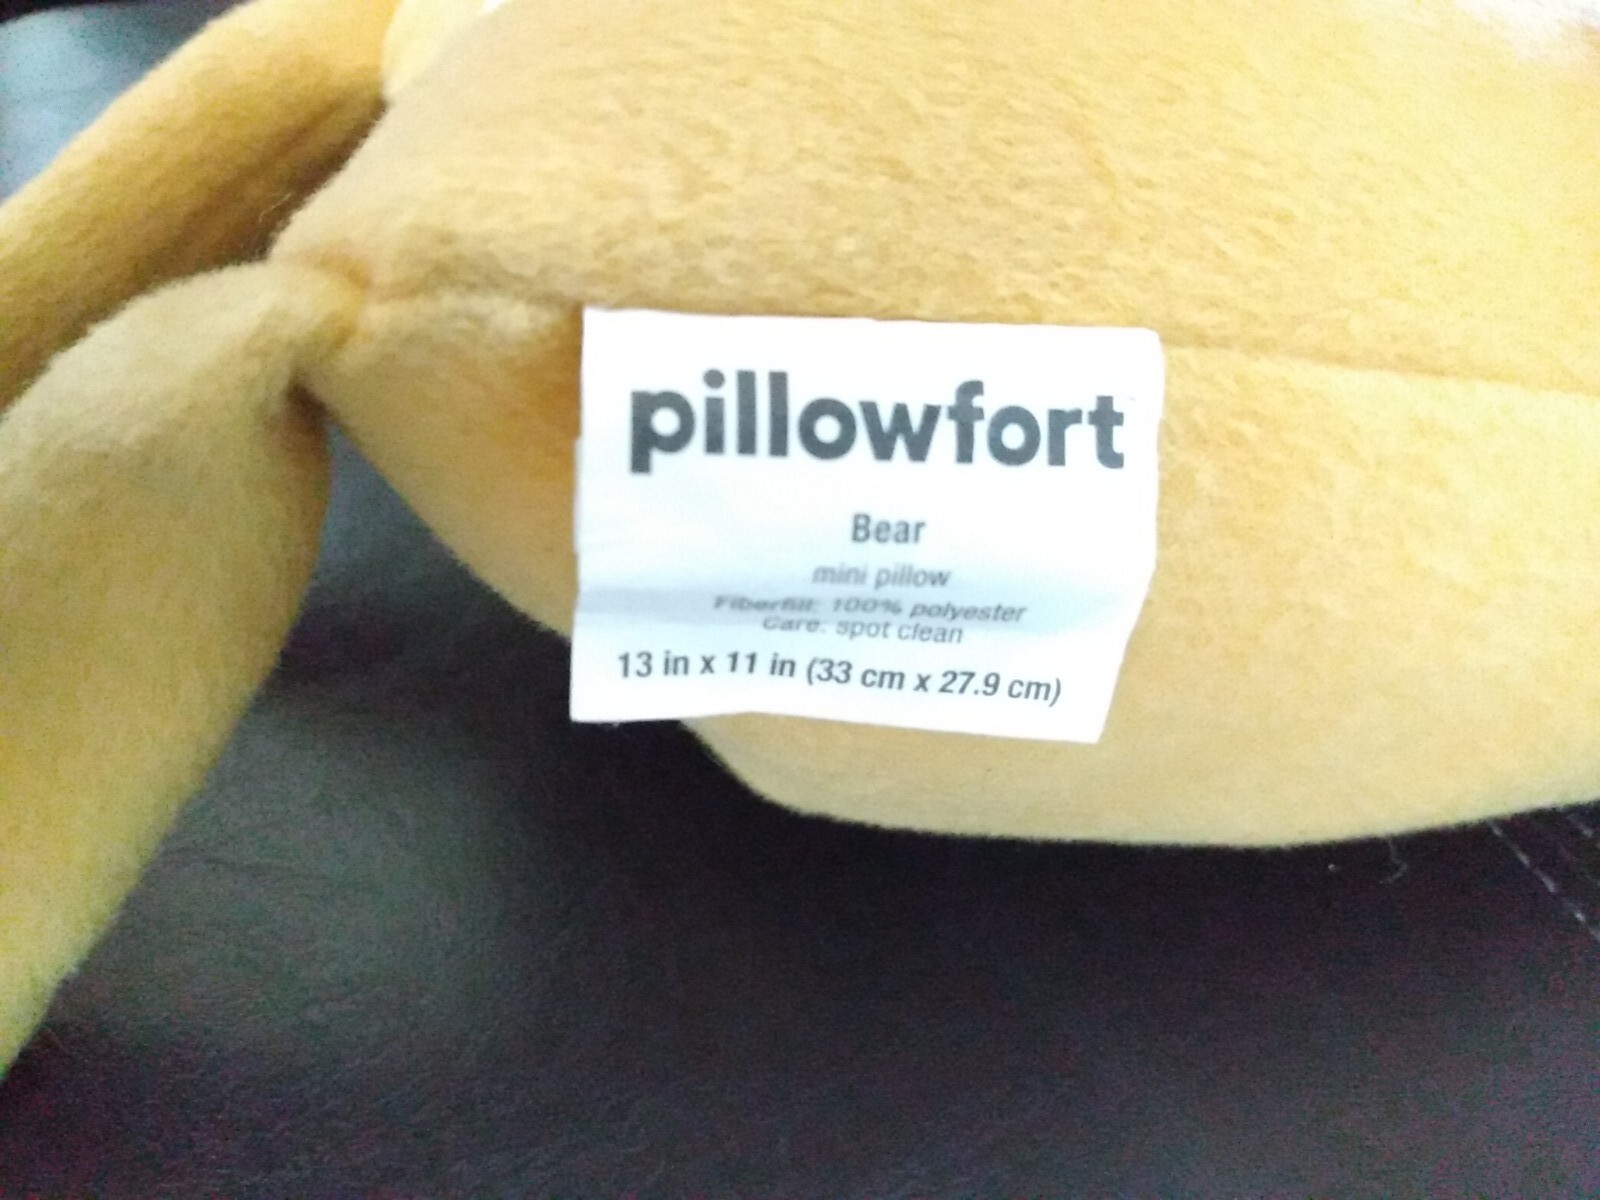 pillowfort
Bear
mini pillow
Fiberfill: 100% polyester
Care: spot clean
13 in x 11 in (33 cm x 27.9 cm)